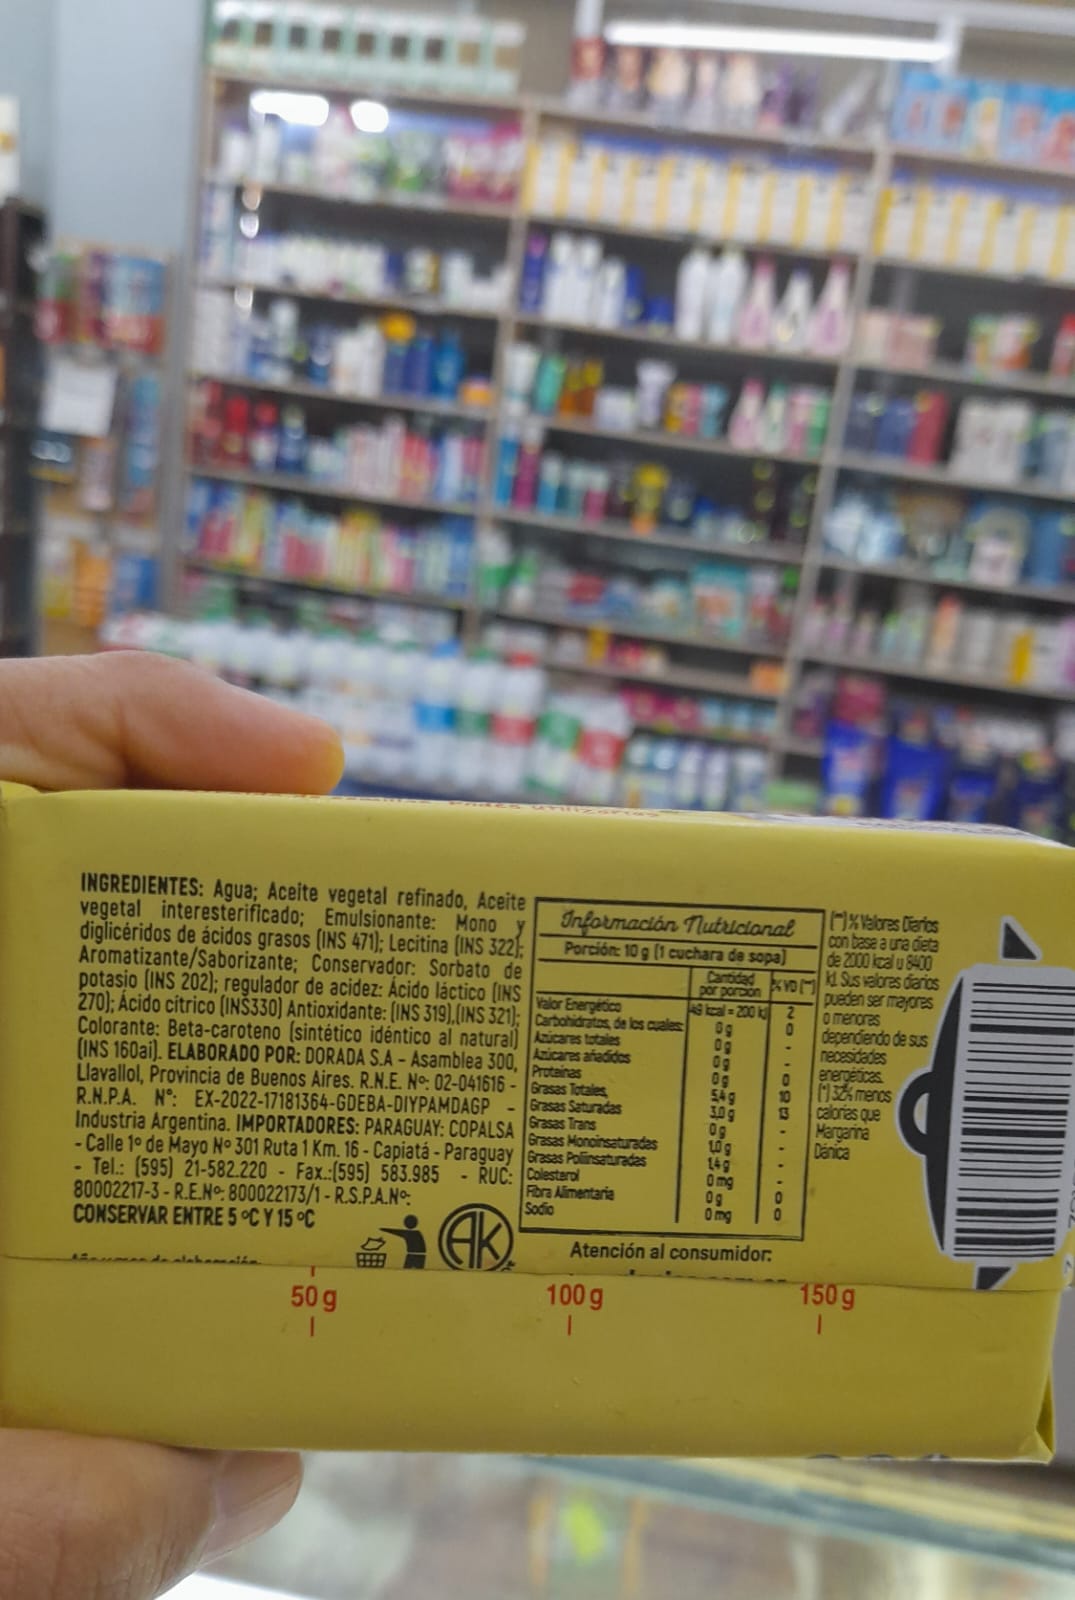 INGREDIENTES: Agua; Aceite vegetal refinado, Aceite
vegetal interesterificado; Emulsionante: Mono y
diglicéridos de ácidos grasos (INS 471); Lecitina (INS 322);
Aromatizante/Saborizante; Conservador: Sorbato de
potasio (INS 202); regulador de acidez: Ácido láctico (INS
270); Ácido cítrico (INS330) Antioxidante: (INS 319),(INS 321);
Colorante: Beta-caroteno (sintético idéntico al natural)
(INS 160ai). ELABORADO POR: DORADA S.A - Asamblea 300,
Llavallol, Provincia de Buenos Aires. R.N.E. Nº: 02-041616 -
R.N.P.A. Nº: EX-2022-17181364-GDEBA-DIYPAMDAGP -
Industria Argentina. IMPORTADORES: PARAGUAY: COPALSA
- Calle 1º de Mayo Nº 301 Ruta 1 Km. 16 - Capiatá - Paraguay
- Tel.: (595) 21-582.220 - Fax.:(595) 583.985 - RUC:
80002217-3 - R.E.Nº: 800022173/1 - R.S.P.A.Nº:
CONSERVAR ENTRE 5 ºC Y 15 ºC
AK
Información Nutricional
Porción: 10 g (1 cuchara de sopa)
Cantidad por porción % VD (**)
Valor Energético 49 kcal = 200 kJ 2
Carbohidratos, de los cuales: 0 g 0
Azúcares totales 0 g -
Azúcares añadidos 0 g -
Proteínas 0 g 0
Grasas Totales, 5,4 g 10
Grasas Saturadas 3,0 g 13
Grasas Trans 0 g -
Grasas Monoinsaturadas 1,0 g -
Grasas Poliinsaturadas 1,4 g -
Colesterol 0 mg -
Fibra Alimentaria 0 g 0
Sodio 0 mg 0
(**) % Valores Diarios
con base a una dieta
de 2000 kcal u 8400
kJ. Sus valores diarios
pueden ser mayores
o menores
dependiendo de sus
necesidades
energéticas.
(*) 32% menos
calorías que
Margarina
Dánica
Atención al consumidor:
50 g
100 g
150 g